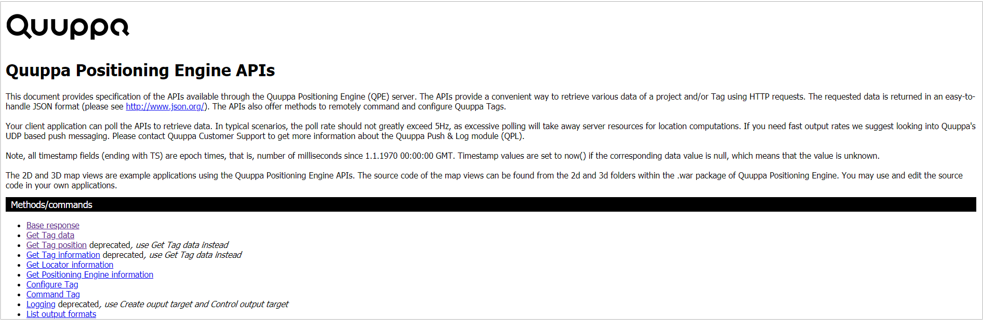 Quuppa
Quuppa Positioning Engine APIs
This document provides specification of the APIs available through the Quuppa Positioning Engine (QPE) server. The APIs provide a convenient way to retrieve various data of a project and/or Tag using HTTP requests. The requested data is returned in an easy-to-
handle JSON format (please see http://www.json.org/). The APIs also offer methods to remotely command and configure Quuppa Tags.
Your client application can poll the APIs to retrieve data. In typical scenarios, the poll rate should not greatly exceed 5Hz, as excessive polling will take away server resources for location computations. If you need fast output rates we suggest looking into Quuppa's
UDP based push messaging. Please contact Quuppa Customer Support to get more information about the Quuppa Push & Log module (QPL).
Note, all timestamp fields (ending with TS) are epoch times, that is, number of milliseconds since 1.1.1970 00:00:00 GMT. Timestamp values are set to now() if the corresponding data value is null, which means that the value is unknown.
The 2D and 3D map views are example applications using the Quuppa Positioning Engine APIs. The source code of the map views can be found from the 2d and 3d folders within the .war package of Quuppa Positioning Engine. You may use and edit the source
code in your own applications.
Methods/commands
• Base response
• Get Tag data
• Get Tag position deprecated, use Get Tag data instead
• Get Tag information deprecated, use Get Tag data instead
• Get Locator information
• Get Positioning Engine information
• Configure Tag
• Command Tag
• Logging deprecated, use Create ouput target and Control output target
• List output formats